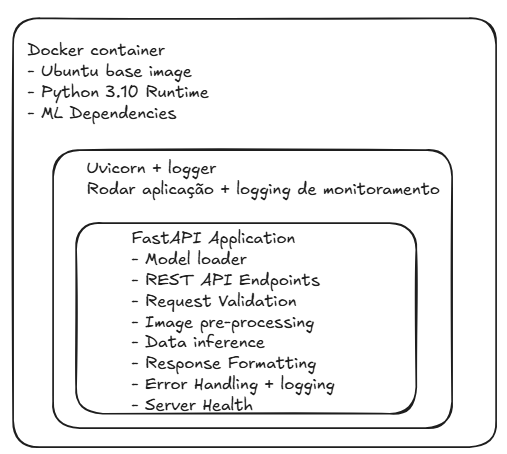 Docker container
- Ubuntu base image
- Python 3.10 Runtime
- ML Dependencies
Uvicorn + logger
Rodar aplicação + logging de monitoramento
FastAPI Application
- Model loader
- REST API Endpoints
- Request Validation
- Image pre-processing
- Data inference
- Response Formatting
- Error Handling + logging
- Server Health